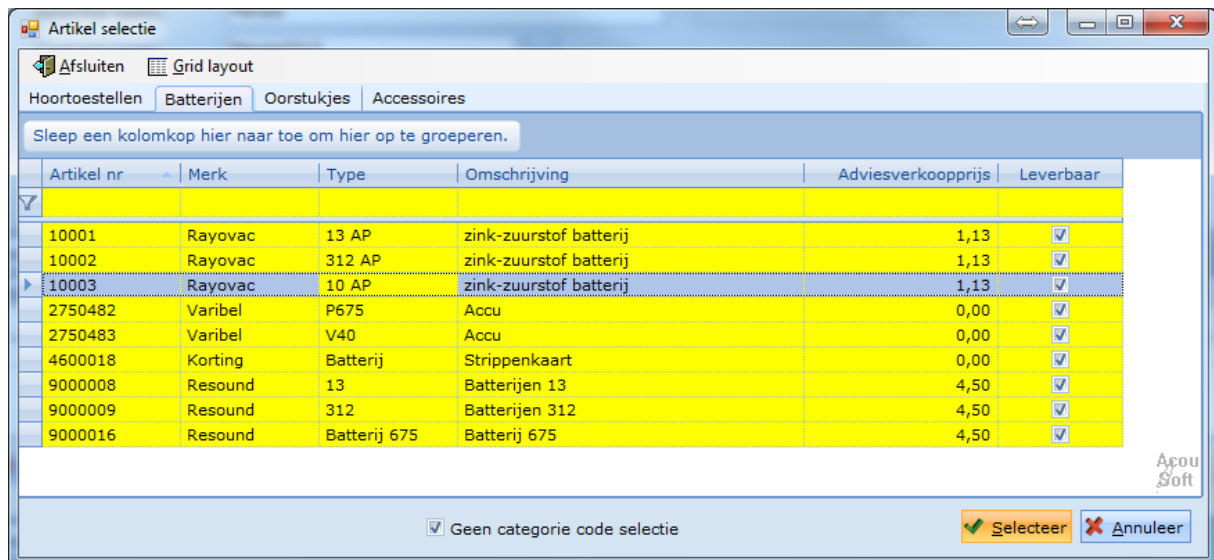 Artikel selectie
Afsluiten Grid layout
Hoortoestellen Batterijen Oorstukjes Accessoires
Sleep een kolomkop hier naar toe om hier op te groeperen.
Artikel nr Merk Type Omschrijving Adviesverkoopprijs Leverbaar
10001 Rayovac 13 AP zink-zuurstof batterij 1,13
10002 Rayovac 312 AP zink-zuurstof batterij 1,13
10003 Rayovac 10 AP zink-zuurstof batterij 1,13
2750482 Varibel P675 Accu 0,00
2750483 Varibel V40 Accu 0,00
4600018 Korting Batterij Strippenkaart 0,00
9000008 Resound 13 Batterijen 13 4,50
9000009 Resound 312 Batterijen 312 4,50
9000016 Resound Batterij 675 Batterij 675 4,50
Acou
Soft
Geen categorie code selectie Selecteer Annuleer